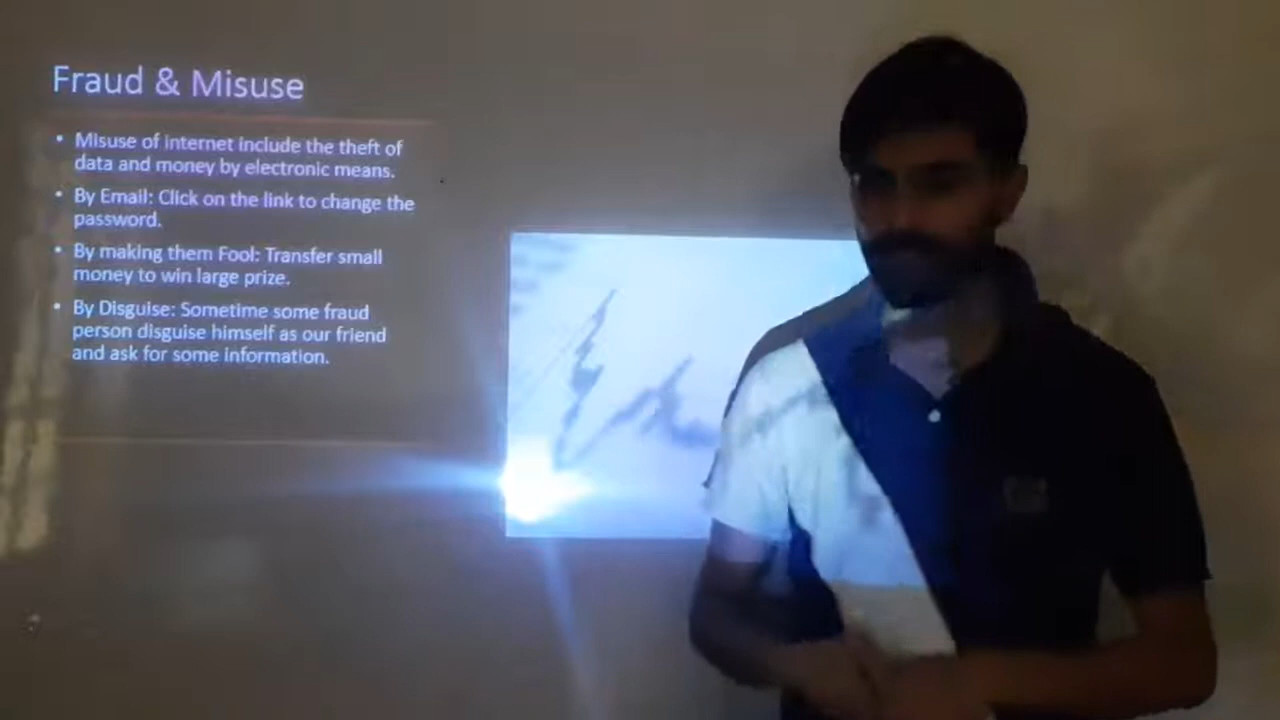 Fraud & Misuse
• Misuse of internet include the theft of
data and money by electronic means.
• By Email: Click on the link to change the
password.
• By making them Fool: Transfer small
money to win large prize.
• By Disguise: Sometime some fraud
person disguise himself as our friend
and ask for some information.